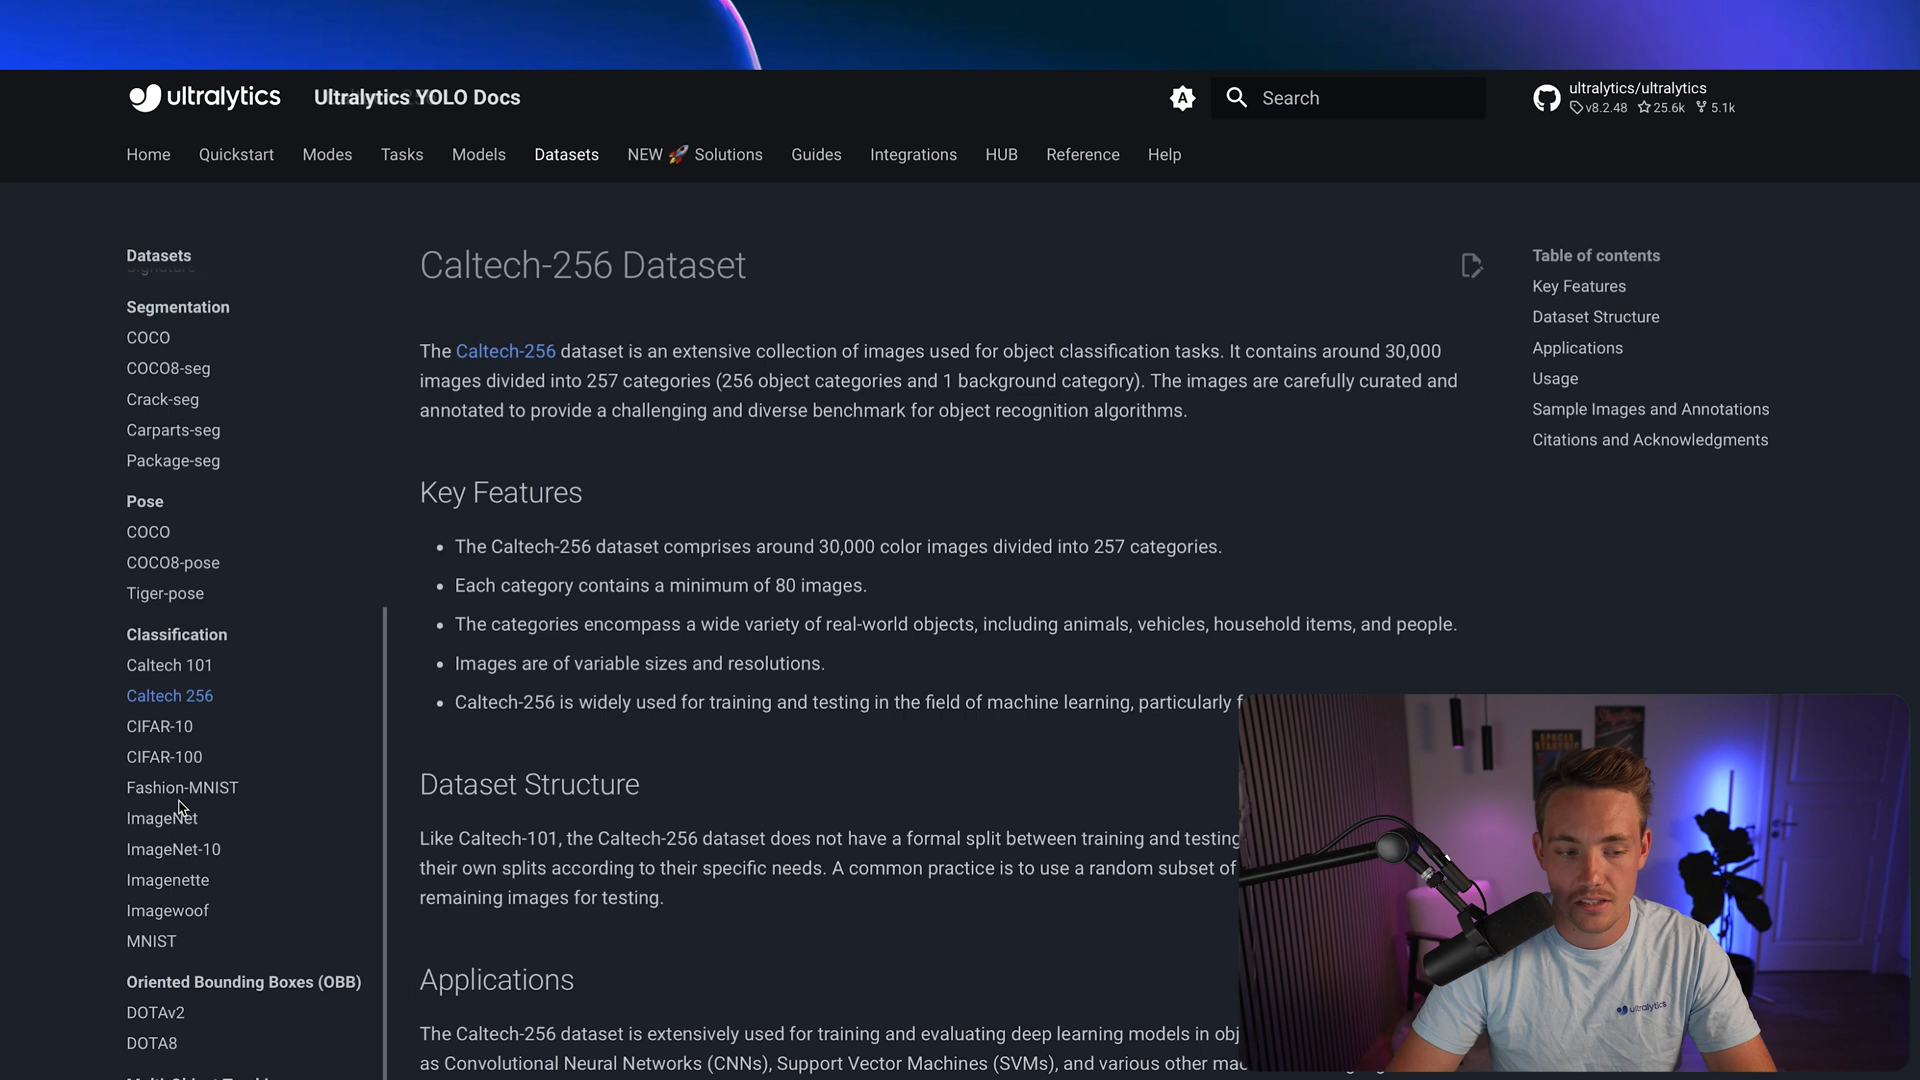 ultralytics
Ultralytics YOLO Docs
A
Search
ultralytics/ultralytics
v8.2.48 25.6k 5.1k
Home Quickstart Modes Tasks Models Datasets NEW 🚀 Solutions Guides Integrations HUB Reference Help
Datasets
Signature
Segmentation
COCO
COCO8-seg
Crack-seg
Carparts-seg
Package-seg
Pose
COCO
COCO8-pose
Tiger-pose
Classification
Caltech 101
Caltech 256
CIFAR-10
CIFAR-100
Fashion-MNIST
ImageNet
ImageNet-10
Imagenette
Imagewoof
MNIST
Oriented Bounding Boxes (OBB)
DOTAv2
DOTA8
Caltech-256 Dataset
The Caltech-256 dataset is an extensive collection of images used for object classification tasks. It contains around 30,000
images divided into 257 categories (256 object categories and 1 background category). The images are carefully curated and
annotated to provide a challenging and diverse benchmark for object recognition algorithms.
Key Features
• The Caltech-256 dataset comprises around 30,000 color images divided into 257 categories.
• Each category contains a minimum of 80 images.
• The categories encompass a wide variety of real-world objects, including animals, vehicles, household items, and people.
• Images are of variable sizes and resolutions.
• Caltech-256 is widely used for training and testing in the field of machine learning, particularly f
Dataset Structure
Like Caltech-101, the Caltech-256 dataset does not have a formal split between training and testing
their own splits according to their specific needs. A common practice is to use a random subset of
remaining images for testing.
Applications
The Caltech-256 dataset is extensively used for training and evaluating deep learning models in obj
as Convolutional Neural Networks (CNNs), Support Vector Machines (SVMs), and various other mac
Table of contents
Key Features
Dataset Structure
Applications
Usage
Sample Images and Annotations
Citations and Acknowledgments
ultralytics